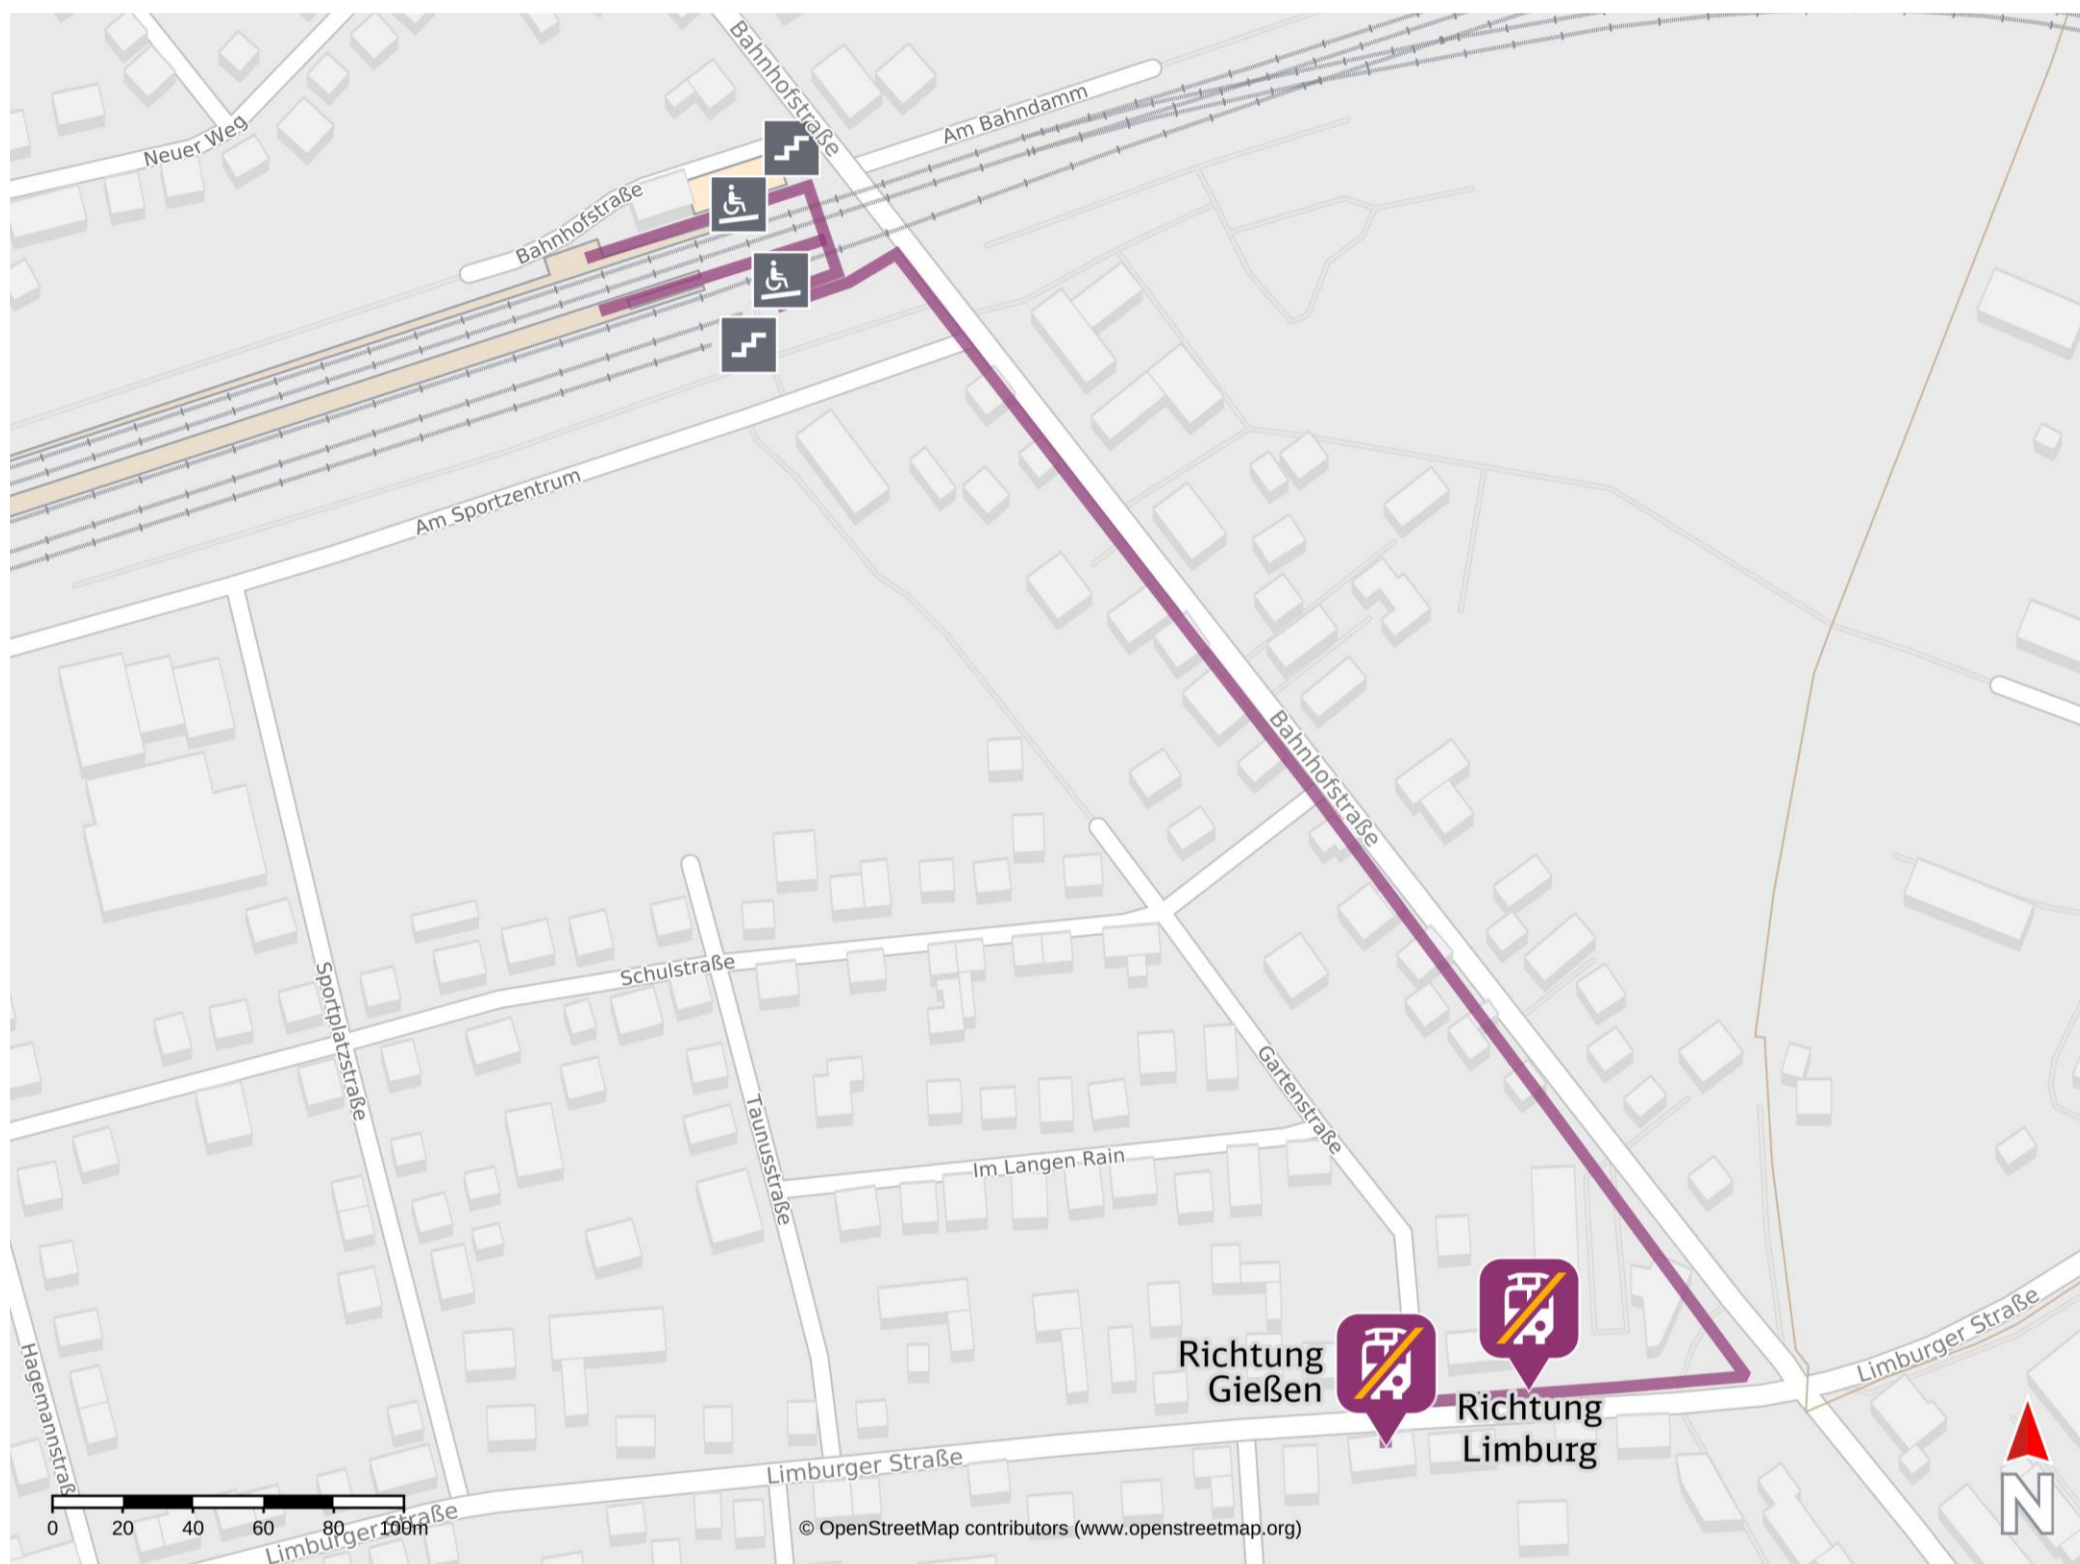 Bahnhofstraße
Am Bahndamm
Neuer Weg
Bahnhofstraße
Am Sportzentrum
Bahnhofstraße
Schulstraße
Sportplatzstraße
Gartenstraße
Taunusstraße
Im Langen Rain
Hagemannstraß
Richtung
Gießen
Richtung
Limburg
Limburger Straße
Limburger Straße
Limburger Straße
0 20 40 60 80 100m
© OpenStreetMap contributors (www.openstreetmap.org)
N